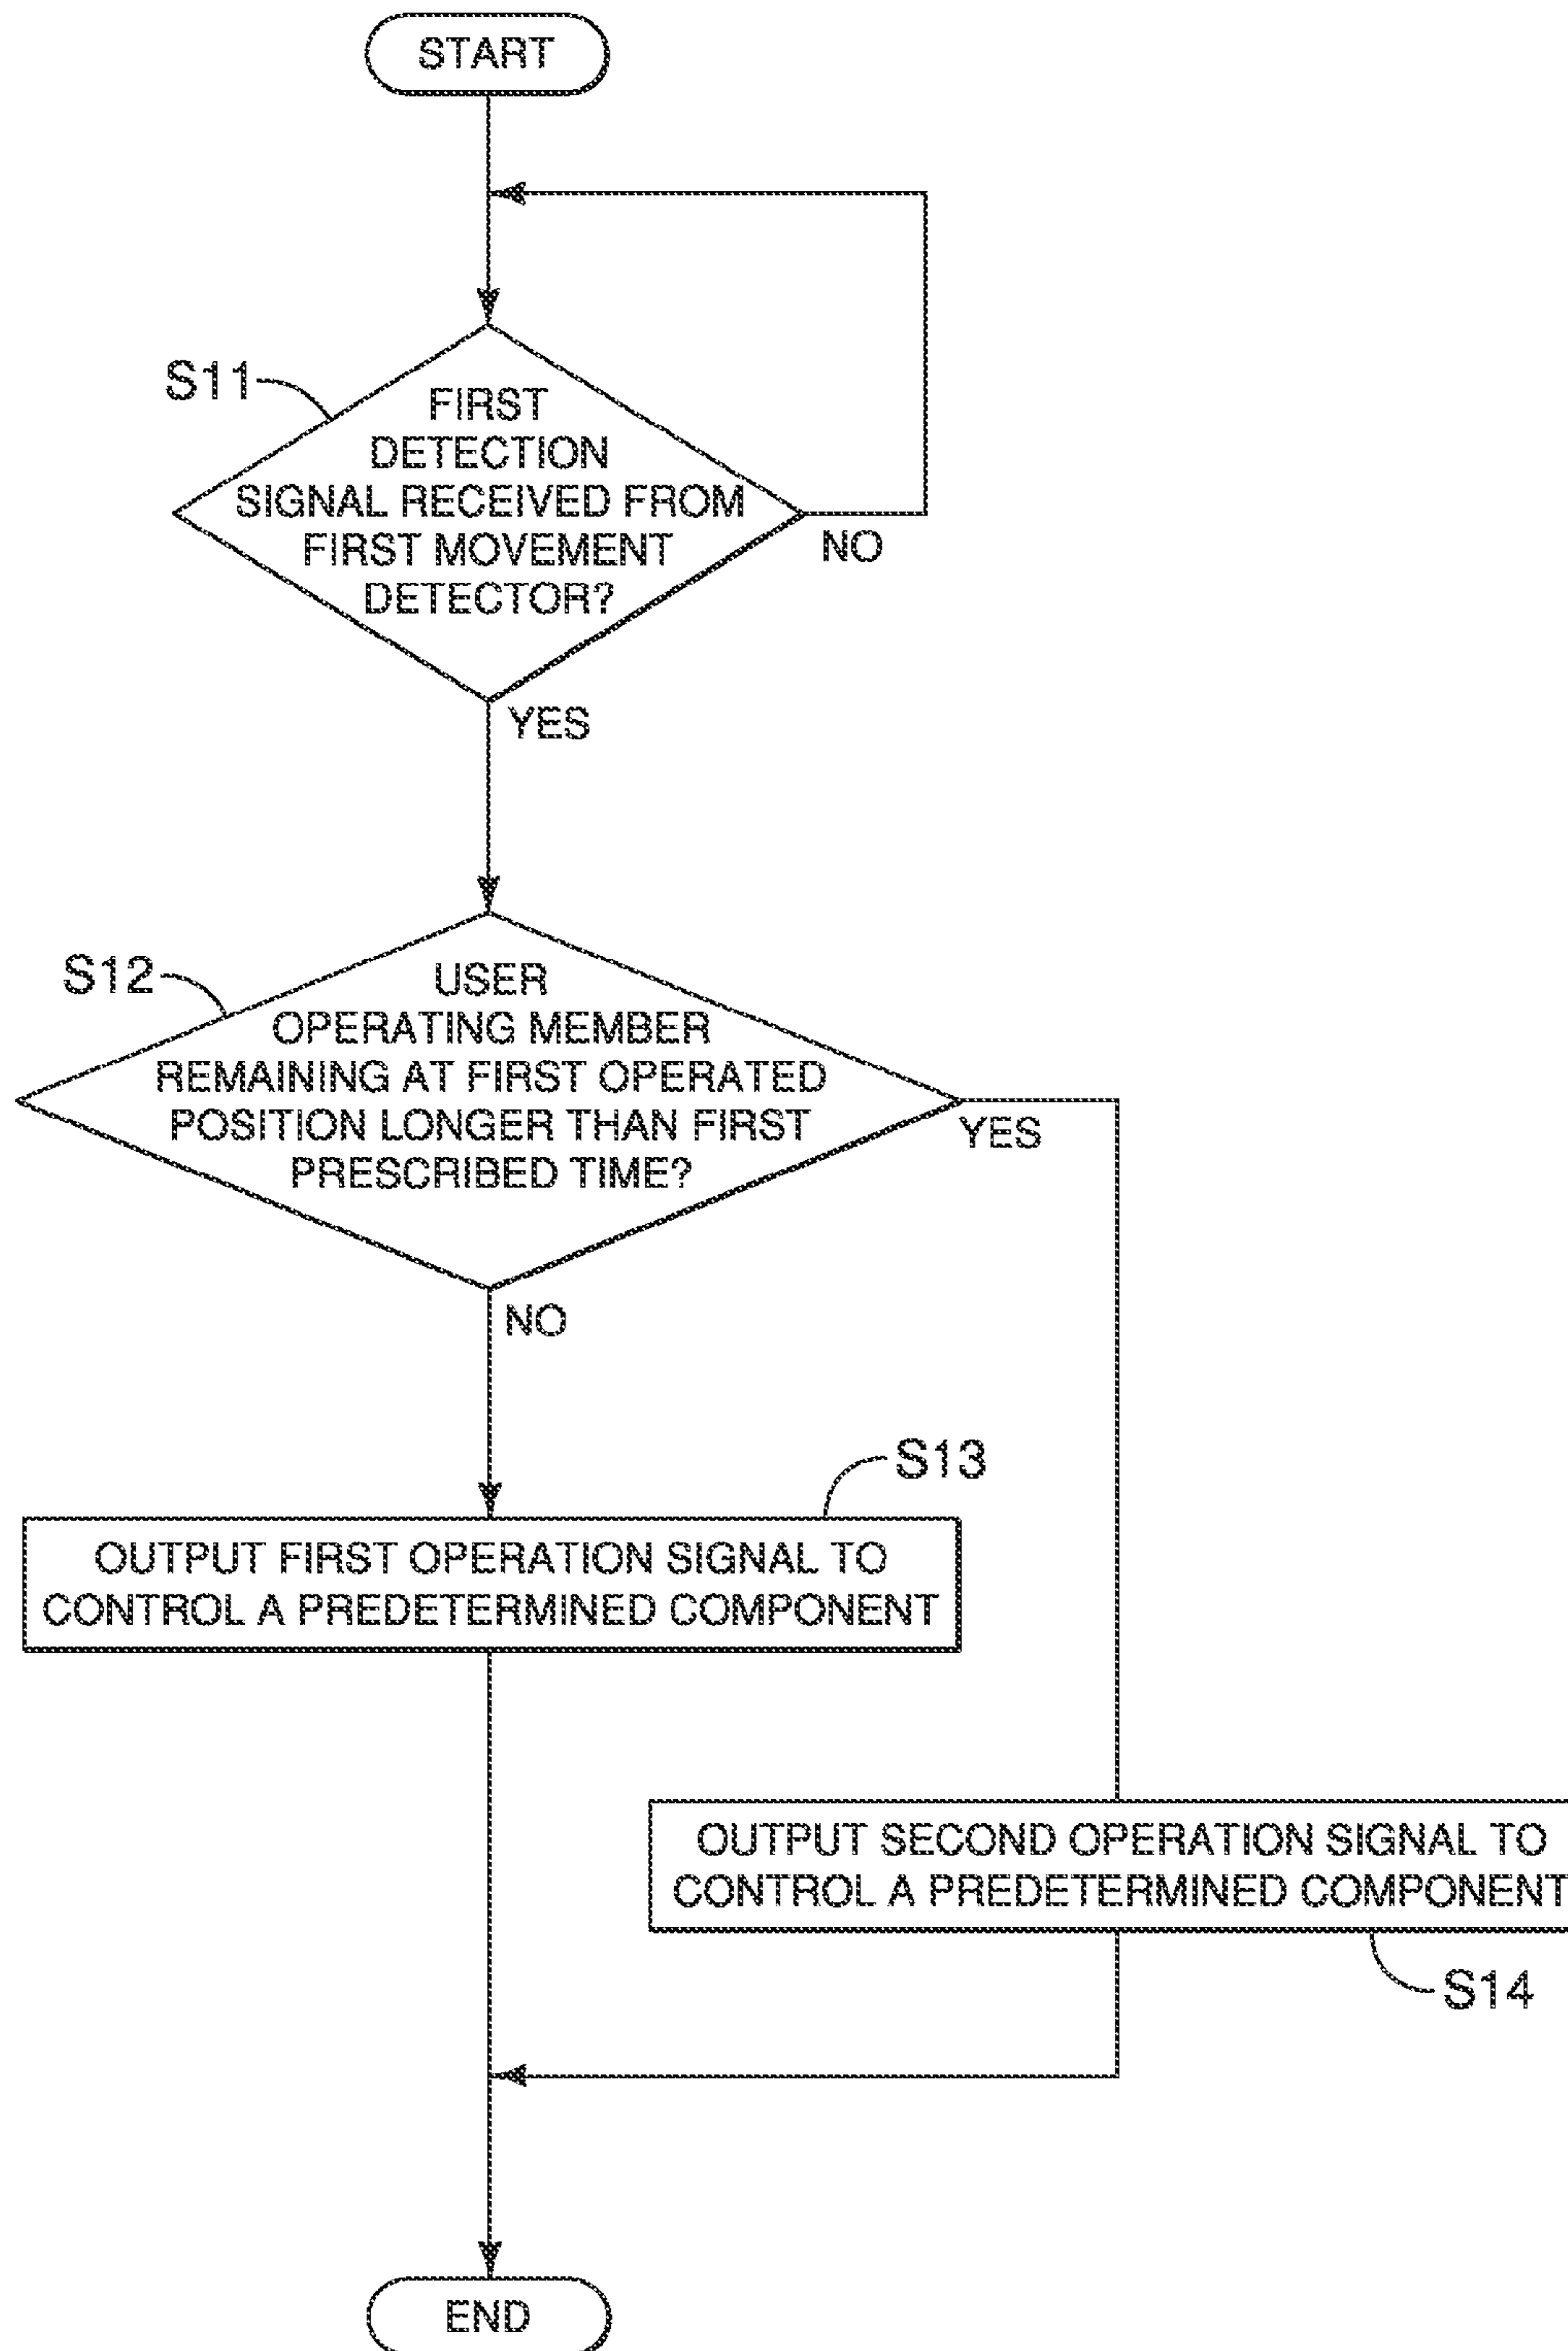 START
S11
FIRST
DETECTION
SIGNAL RECEIVED FROM
FIRST MOVEMENT
DETECTOR?
NO
YES
S12
USER
OPERATING MEMBER
REMAINING AT FIRST OPERATED
POSITION LONGER THAN FIRST
PRESCRIBED TIME?
YES
NO
S13
OUTPUT FIRST OPERATION SIGNAL TO
CONTROL A PREDETERMINED COMPONENT
OUTPUT SECOND OPERATION SIGNAL TO
CONTROL A PREDETERMINED COMPONENT
S14
END